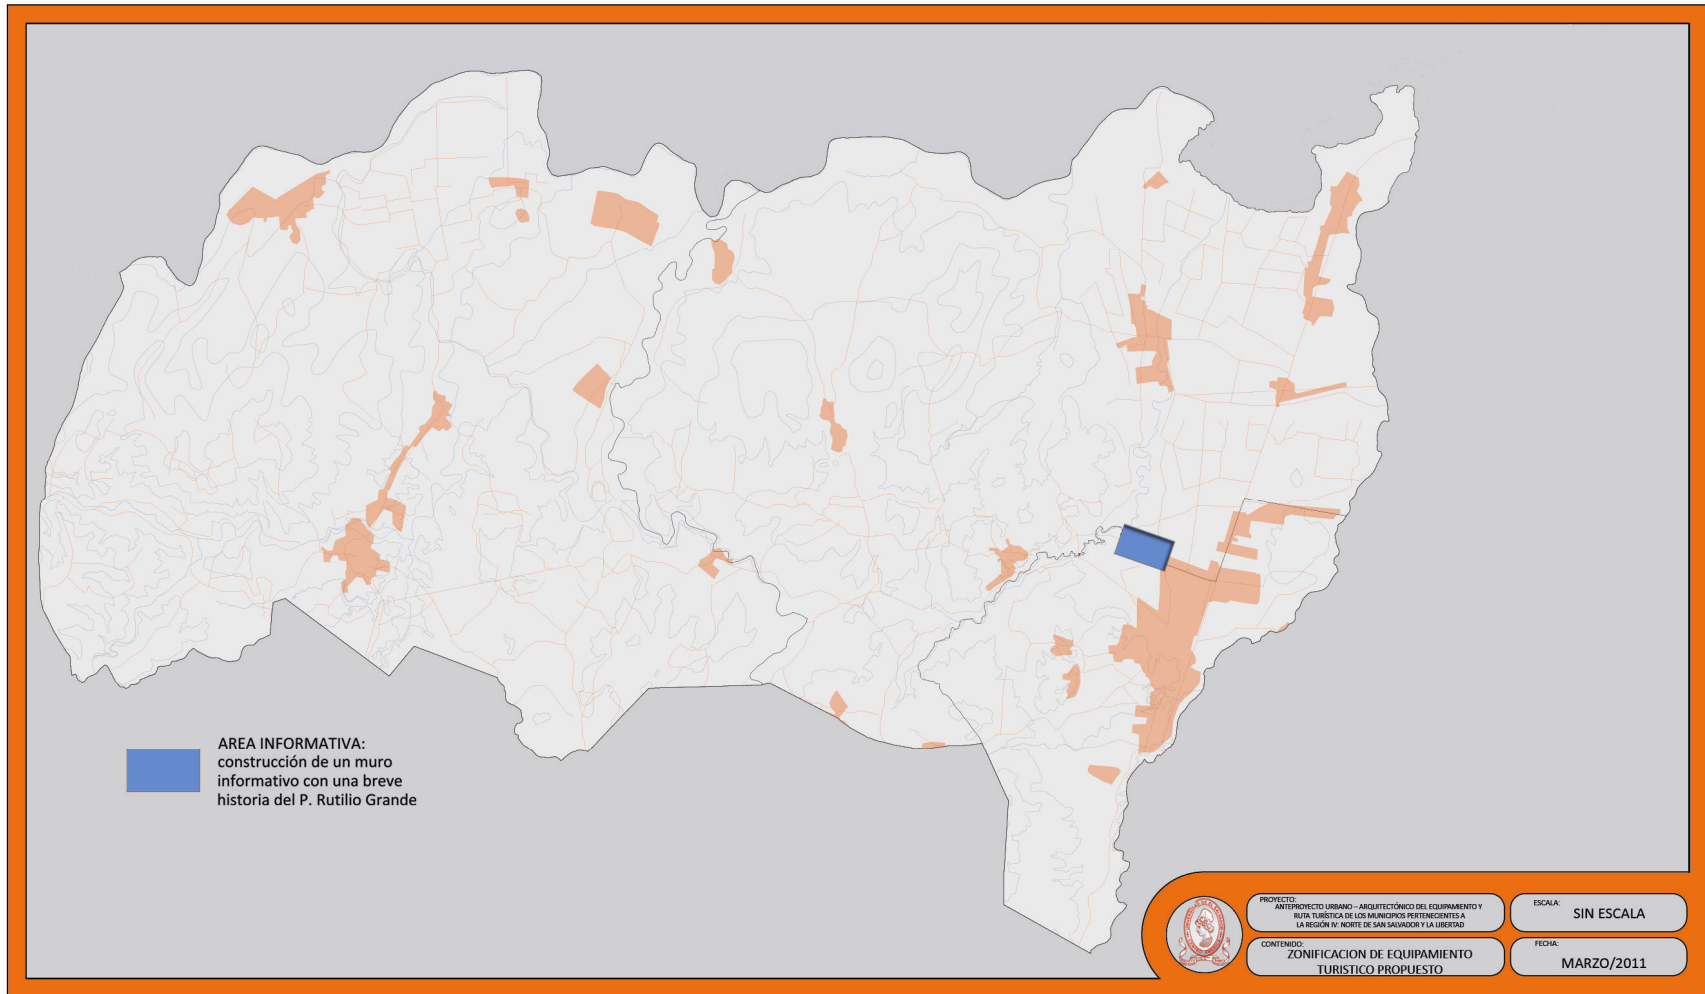 AREA INFORMATIVA:
construcción de un muro
informativo con una breve
historia del P. Rutilio Grande
PROYECTO:
ANTEPROYECTO URBANO – ARQUITECTÓNICO DEL EQUIPAMIENTO Y
RUTA TURÍSTICA DE LOS MUNICIPIOS PERTENECIENTES A
LA REGIÓN IV: NORTE DE SAN SALVADOR Y LA LIBERTAD
ESCALA:
SIN ESCALA
CONTENIDO:
ZONIFICACION DE EQUIPAMIENTO
TURISTICO PROPUESTO
FECHA:
MARZO/2011